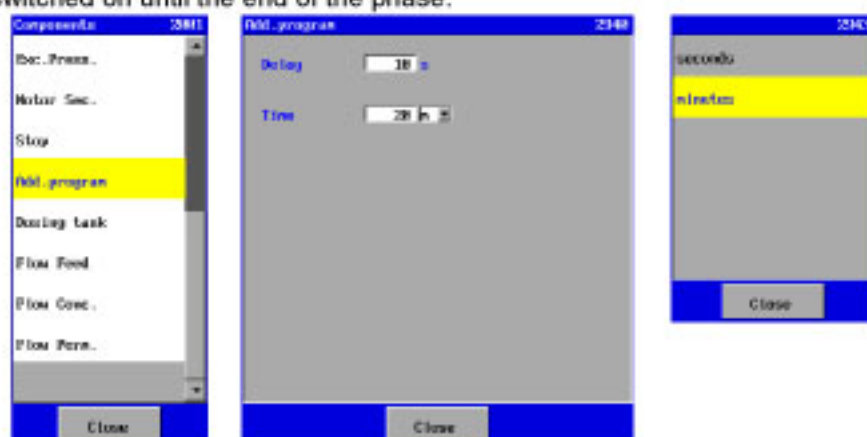 switched on until the end of the phase.
Components 2001
Exc.Press.
Motor Sec.
Stop
Add.program
Dosing tank
Flow Feed
Flow Conc.
Flow Perm.
Close
Add.program 2940
Delay 10 s
Time 20 m
Close
seconds
minutes
Close